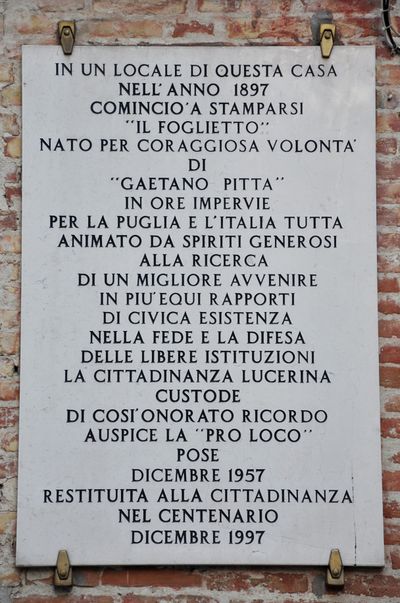 IN UN LOCALE DI QUESTA CASA
NELL'ANNO 1897
COMINCIO'A STAMPARSI
"IL FOGLIETTO"
NATO PER CORAGGIOSA VOLONTA'
DI
"GAETANO PITTA"
IN ORE IMPERVIE
PER LA PUGLIA E L'ITALIA TUTTA
ANIMATO DA SPIRITI GENEROSI
ALLA RICERCA
DI UN MIGLIORE AVVENIRE
IN PIU'EQUI RAPPORTI
DI CIVICA ESISTENZA
NELLA FEDE E LA DIFESA
DELLE LIBERE ISTITUZIONI
LA CITTADINANZA LUCERINA
CUSTODE
DI COSI'ONORATO RICORDO
AUSPICE LA "PRO LOCO"
POSE
DICEMBRE 1957
RESTITUITA ALLA CITTADINANZA
NEL CENTENARIO
DICEMBRE 1997